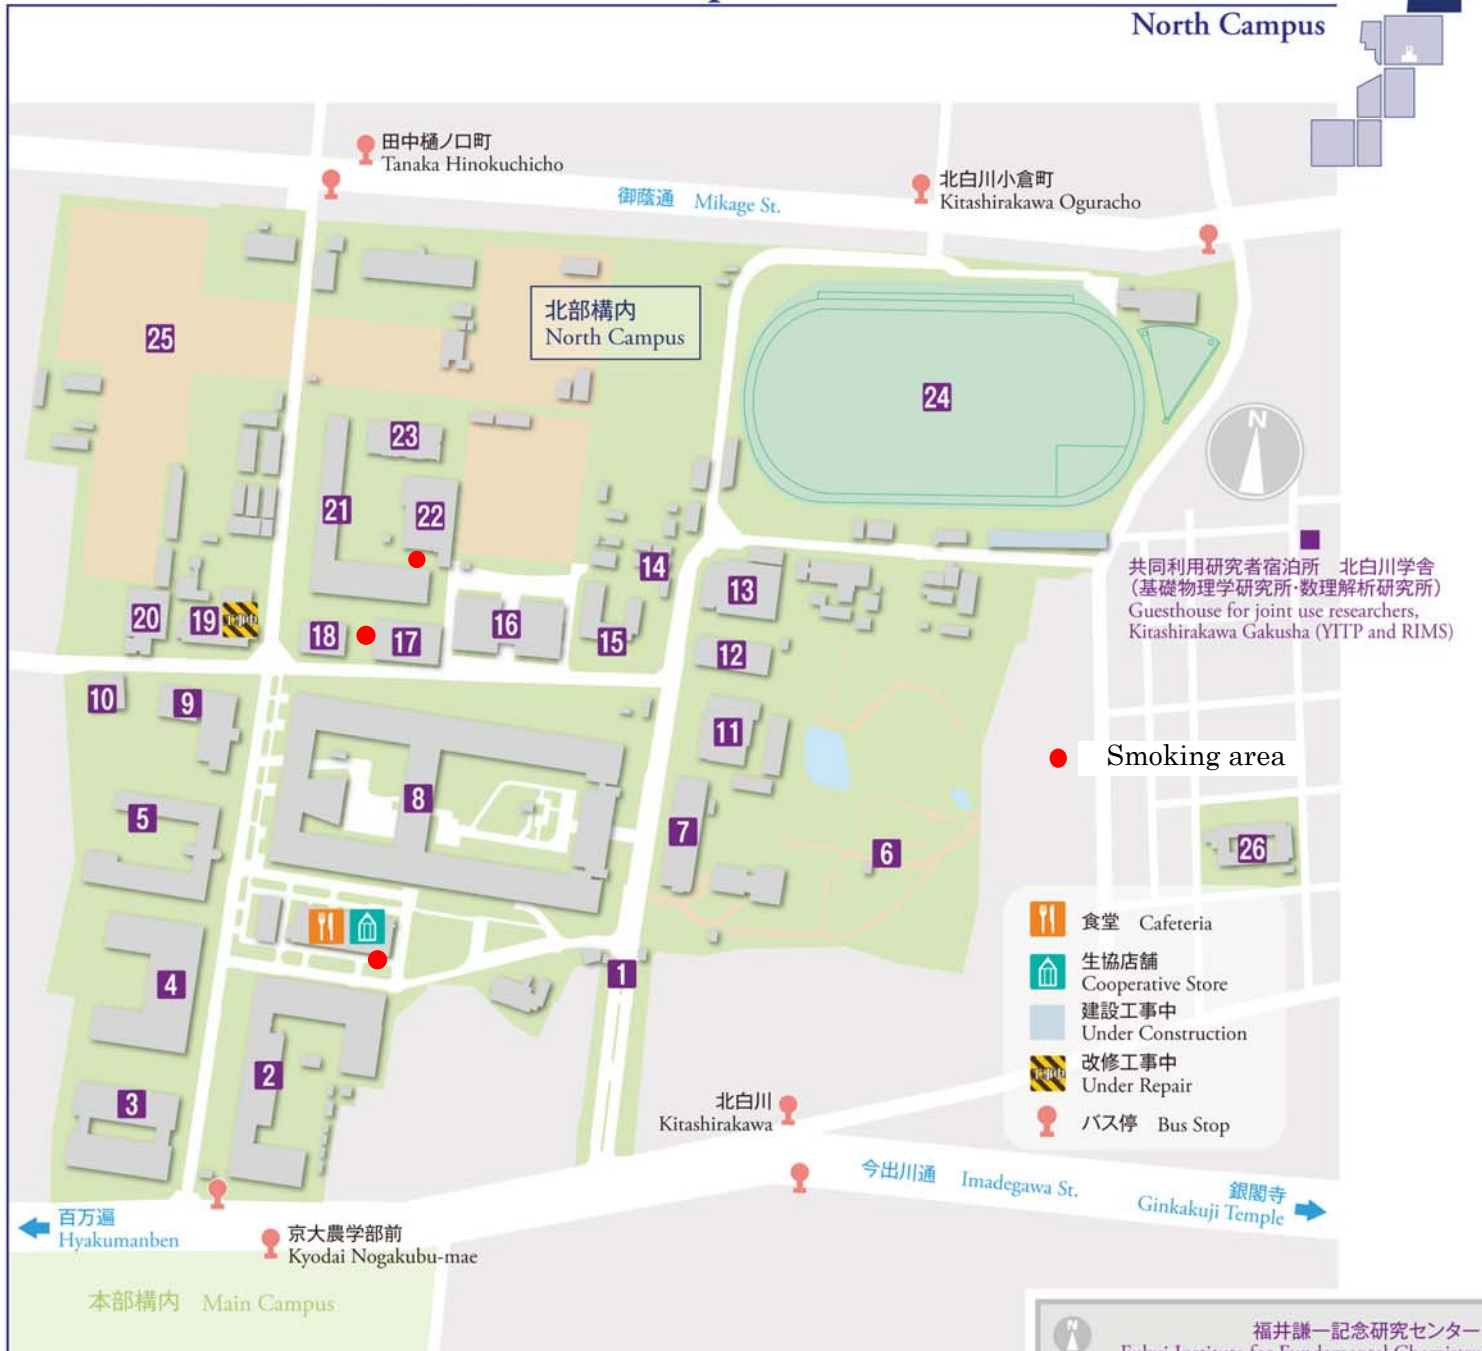 North Campus
田中樋ノ口町
Tanaka Hinokuchicho
北白川小倉町
Kitashirakawa Oguracho
御蔭通 Mikage St.
北部構内
North Campus
25
24
N
23
21
22
14
13
共同利用研究者宿泊所 北白川学舎
(基礎物理学研究所・数理解析研究所)
Guesthouse for joint use researchers,
Kitashirakawa Gakusha (YITP and RIMS)
20
19
工事中
18
17
16
15
12
10
9
11
Smoking area
8
5
7
6
26
食堂 Cafeteria
生協店舗
Cooperative Store
建設工事中
Under Construction
工事中
改修工事中
Under Repair
バス停 Bus Stop
4
1
2
3
北白川
Kitashirakawa
今出川通 Imadegawa St.
銀閣寺
Ginkakuji Temple
百万遍
Hyakumanben
京大農学部前
Kyodai Nogakubu-mae
本部構内 Main Campus
N
福井謙一記念研究センター